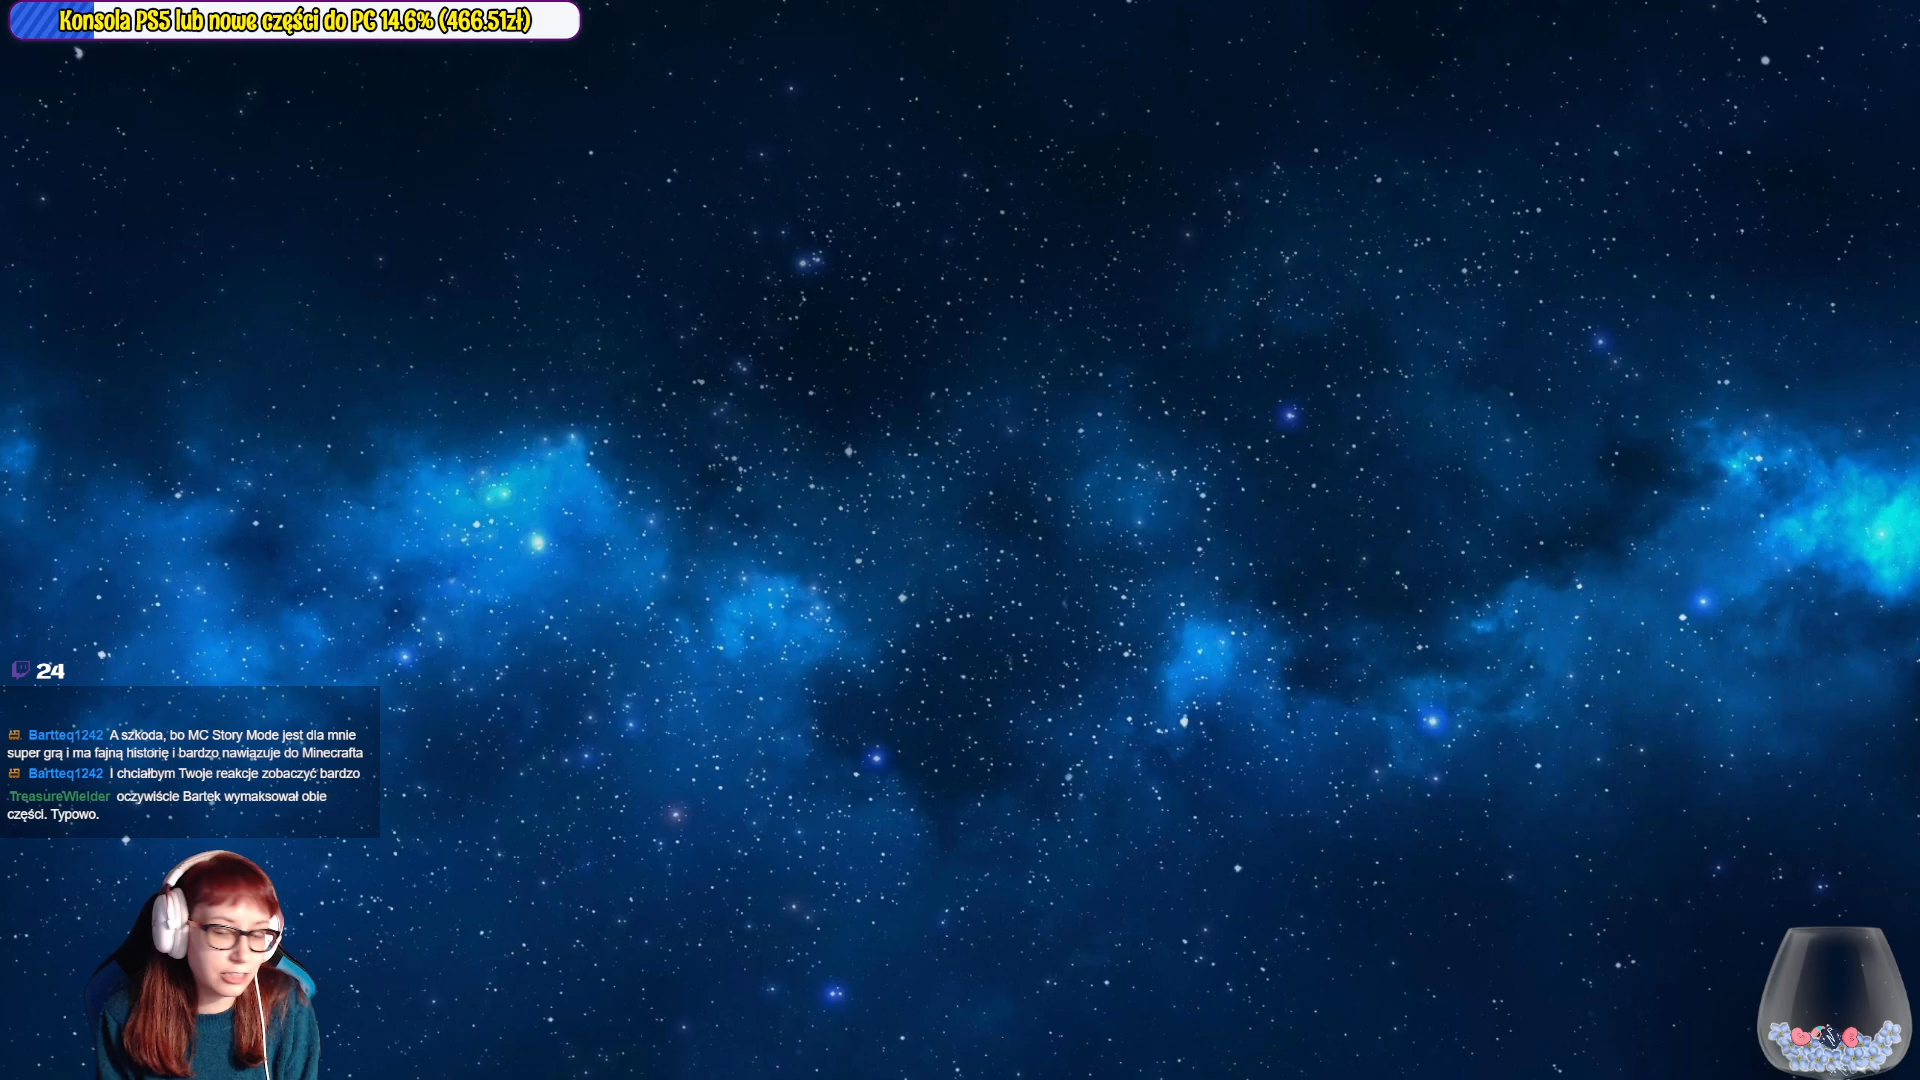 Konsola PS5 lub nowe części do PC 14.6% (466.51zł)
24
Bartteq1242 A szkoda, bo MC Story Mode jest dla mnie
super grą i ma fajną historię i bardzo nawiązuje do Minecrafta
Bartteq1242 I chciałbym Twoje reakcje zobaczyć bardzo
TreasureWielder oczywiście Bartek wymaksował obie
części. Typowo.